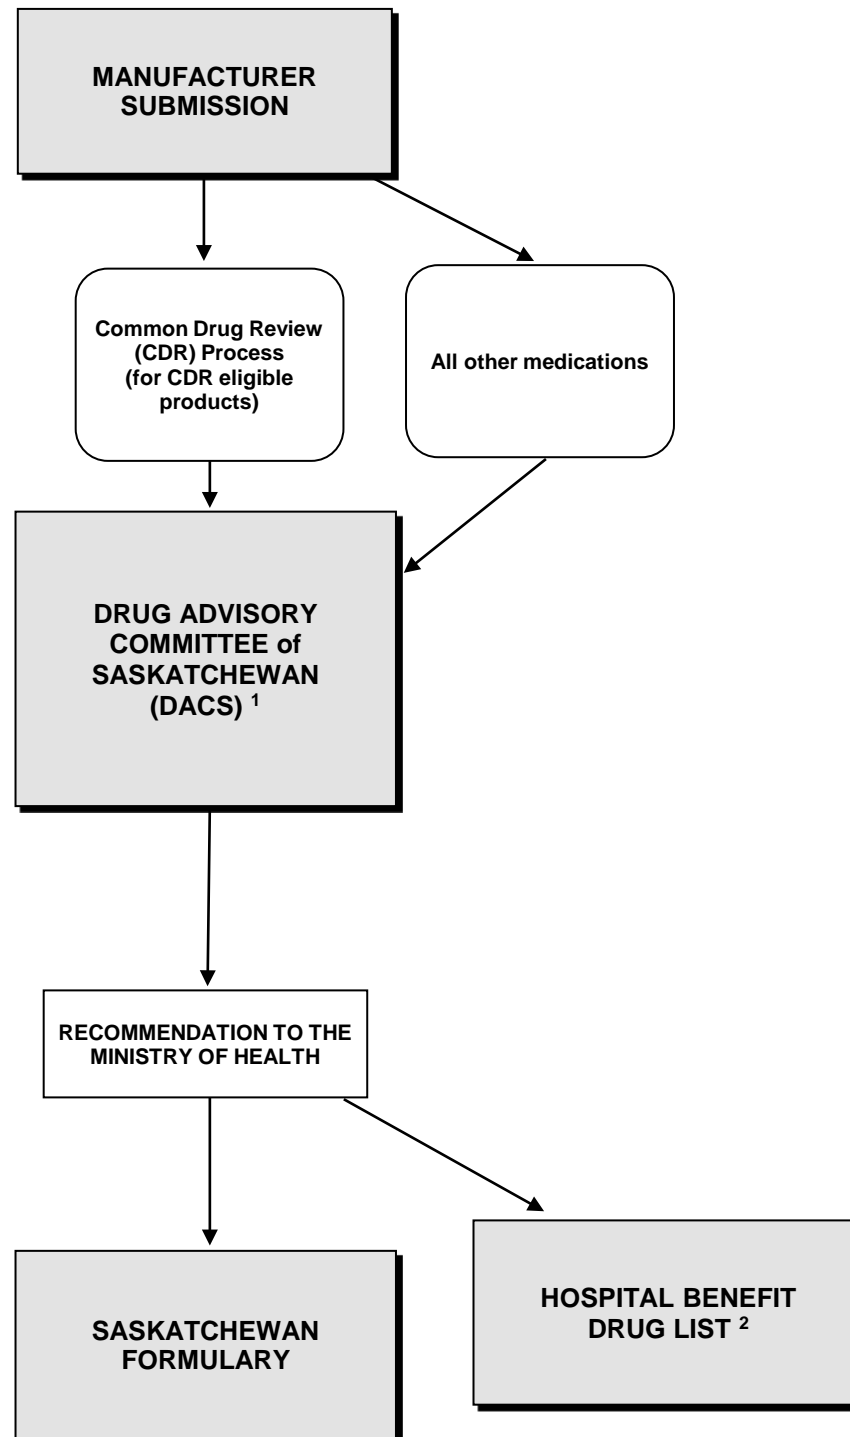 MANUFACTURER
SUBMISSION
Common Drug Review
(CDR) Process
(for CDR eligible
products)
All other medications
DRUG ADVISORY
COMMITTEE of
SASKATCHEWAN
(DACS) ¹
RECOMMENDATION TO THE
MINISTRY OF HEALTH
HOSPITAL BENEFIT
DRUG LIST ²
SASKATCHEWAN
FORMULARY